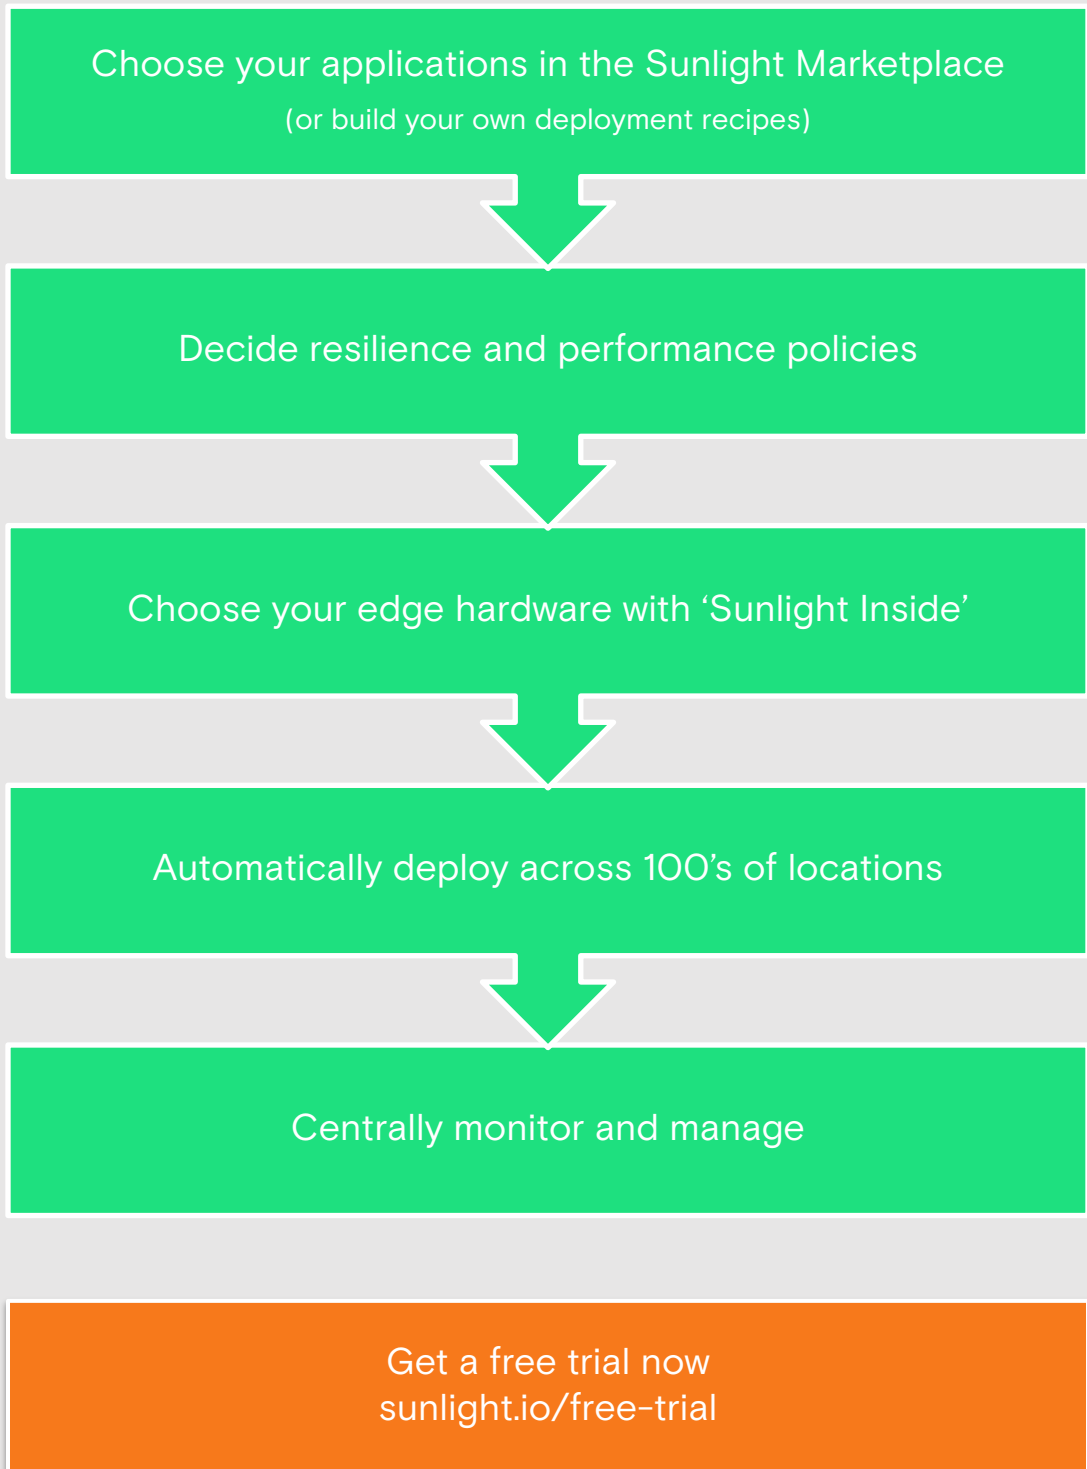 Choose your applications in the Sunlight Marketplace
(or build your own deployment recipes)
Decide resilience and performance policies
Choose your edge hardware with ‘Sunlight Inside’
Automatically deploy across 100’s of locations
Centrally monitor and manage
Get a free trial now
sunlight.io/free-trial